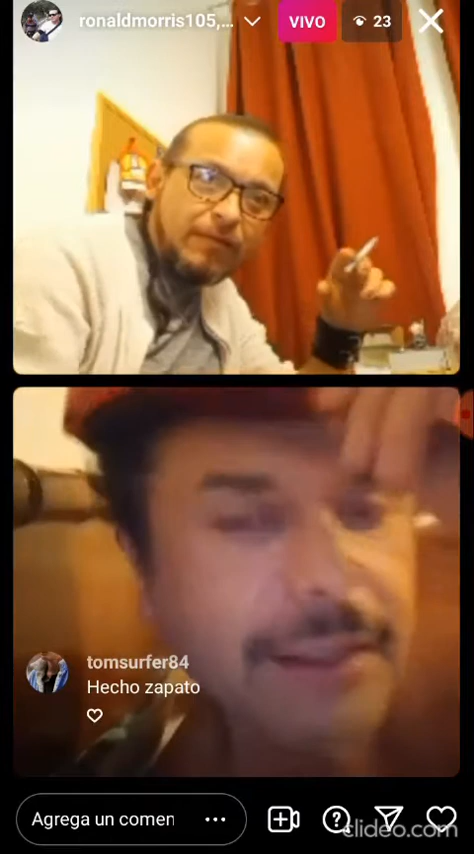 ronaldmorris105,...
VIVO
23
tomsurfer84
Hecho zapato
Agrega un comen
clideo.com